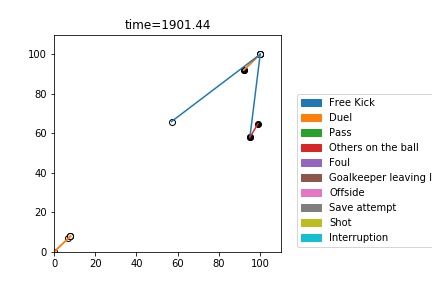 time=1901.44
100
80
60
40
20
0
0 20 40 60 80 100
Free Kick
Duel
Pass
Others on the ball
Foul
Goalkeeper leaving l
Offside
Save attempt
Shot
Interruption